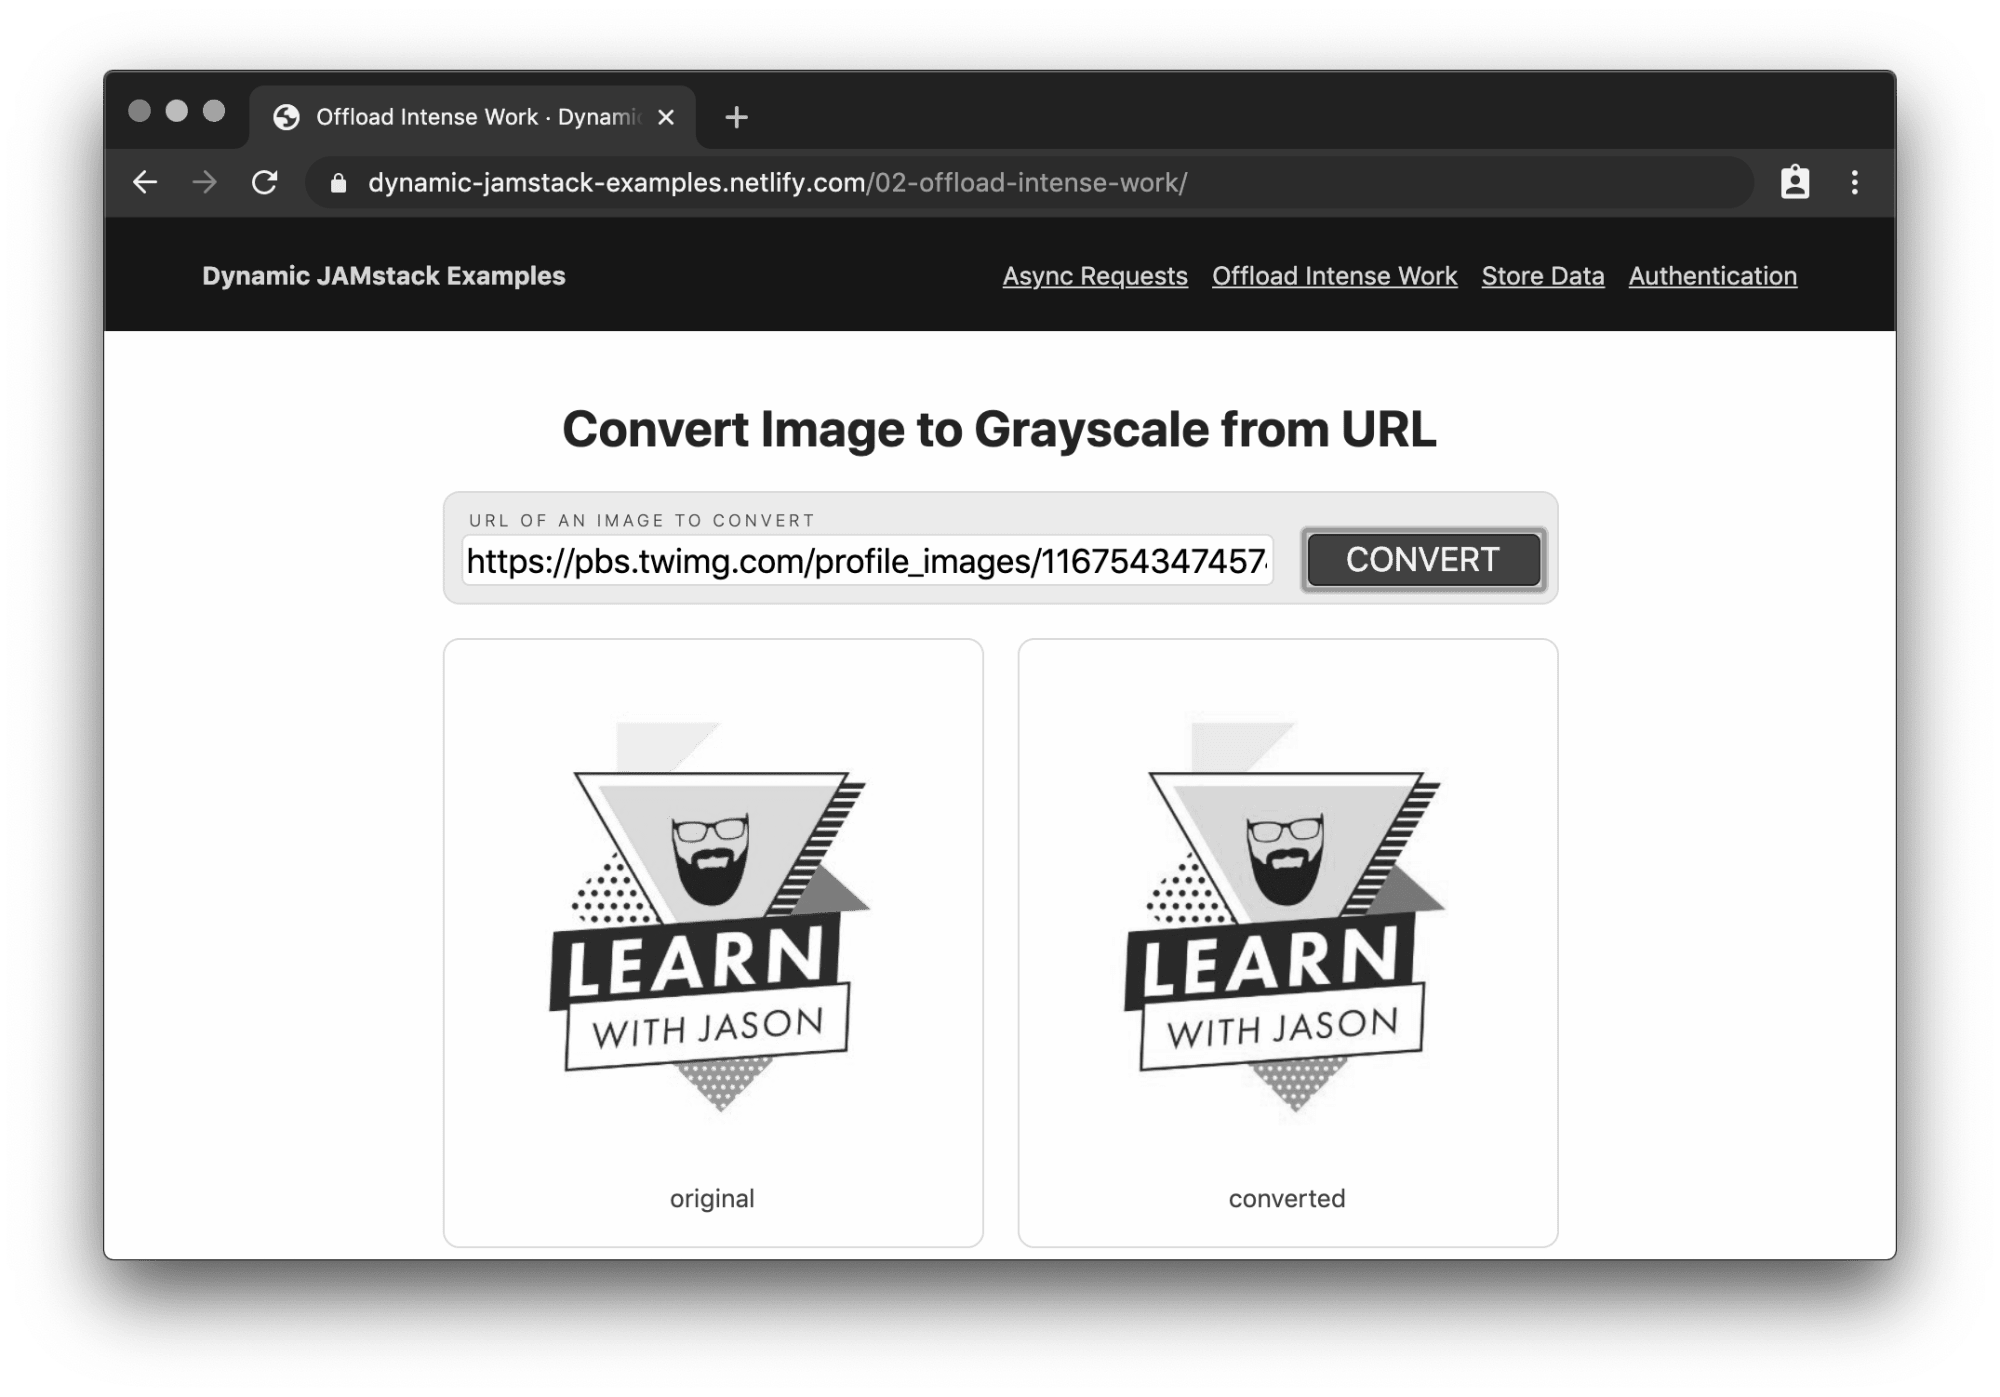 Offload Intense Work · Dynami
dynamic-jamstack-examples.netlify.com/02-offload-intense-work/
Dynamic JAMstack Examples Async Requests Offload Intense Work Store Data Authentication
Convert Image to Grayscale from URL
URL OF AN IMAGE TO CONVERT
https://pbs.twimg.com/profile_images/116754347457 CONVERT
LEARN
WITH JASON
original
LEARN
WITH JASON
converted